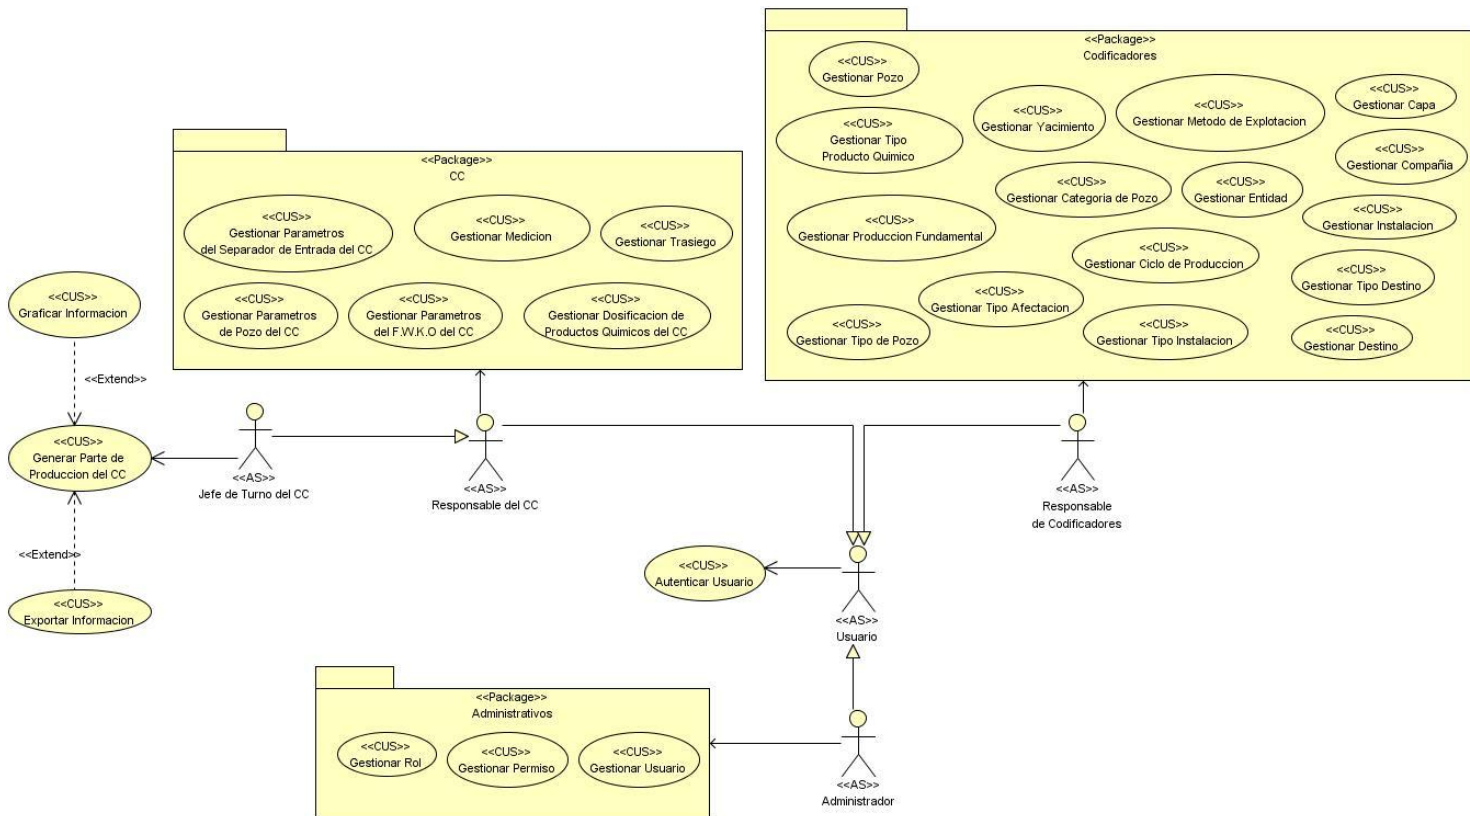 <<Package>>
Codificadores
<<CUS>>
Gestionar Pozo
<<CUS>>
Gestionar Tipo
Producto Quimico
<<CUS>>
Gestionar Yacimiento
<<CUS>>
Gestionar Metodo de Explotacion
<<CUS>>
Gestionar Capa
<<CUS>>
Gestionar Compañia
<<CUS>>
Gestionar Categoria de Pozo
<<CUS>>
Gestionar Entidad
<<CUS>>
Gestionar Produccion Fundamental
<<CUS>>
Gestionar Instalacion
<<CUS>>
Gestionar Ciclo de Produccion
<<CUS>>
Gestionar Tipo Destino
<<CUS>>
Gestionar Tipo Afectacion
<<CUS>>
Gestionar Tipo de Pozo
<<CUS>>
Gestionar Tipo Instalacion
<<CUS>>
Gestionar Destino
<<Package>>
CC
<<CUS>>
Gestionar Parametros
del Separador de Entrada del CC
<<CUS>>
Gestionar Medicion
<<CUS>>
Gestionar Trasiego
<<CUS>>
Gestionar Parametros
de Pozo del CC
<<CUS>>
Gestionar Parametros
del F.W.K.O del CC
<<CUS>>
Gestionar Dosificacion de
Productos Quimicos del CC
<<CUS>>
Graficar Informacion
<<Extend>>
<<CUS>>
Generar Parte de
Produccion del CC
<<AS>>
Jefe de Turno del CC
<<AS>>
Responsable del CC
<<AS>>
Responsable
de Codificadores
<<Extend>>
<<CUS>>
Exportar Informacion
<<CUS>>
Autenticar Usuario
<<AS>>
Usuario
<<Package>>
Administrativos
<<CUS>>
Gestionar Rol
<<CUS>>
Gestionar Permiso
<<CUS>>
Gestionar Usuario
<<AS>>
Administrador